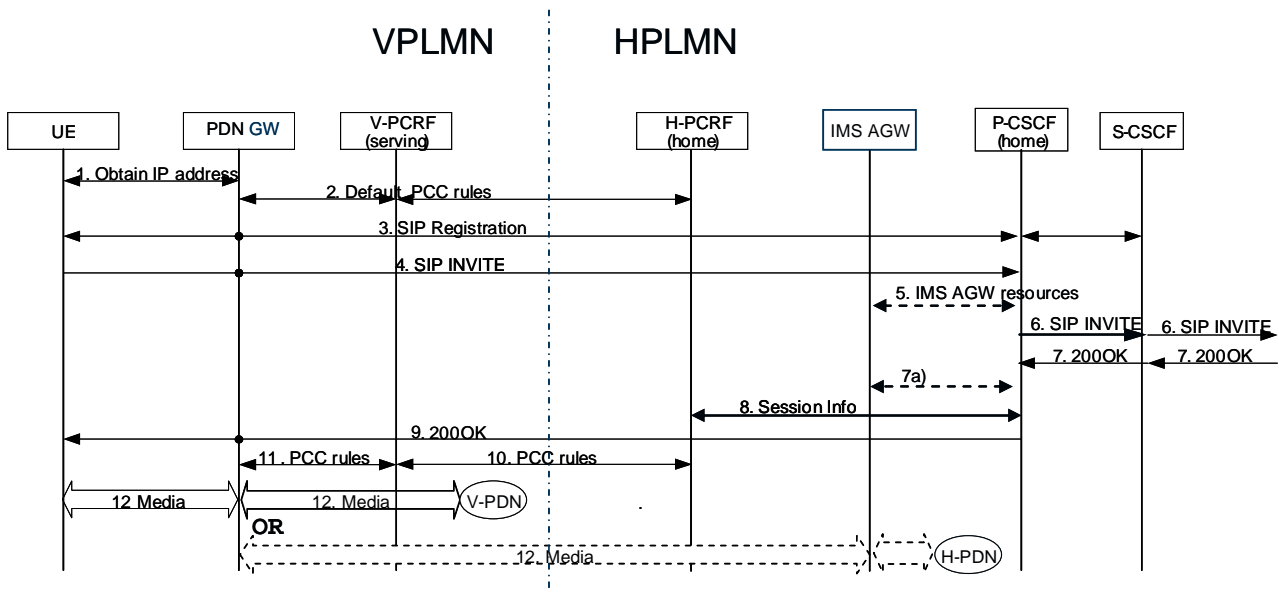 VPLMN HPLMN
UE
PDN GW
V-PCRF
(serving)
H-PCRF
(home)
IMS AGW
P-CSCF
(home)
S-CSCF
1. Obtain IP address
2. Default PCC rules
3. SIP Registration
4. SIP INVITE
5. IMS AGW resources
6. SIP INVITE
6. SIP INVITE
7. 200OK
7. 200OK
7a)
8. Session Info
9. 200OK
11. PCC rules
10. PCC rules
12 Media
12. Media
V-PDN
OR
12. Media
H-PDN